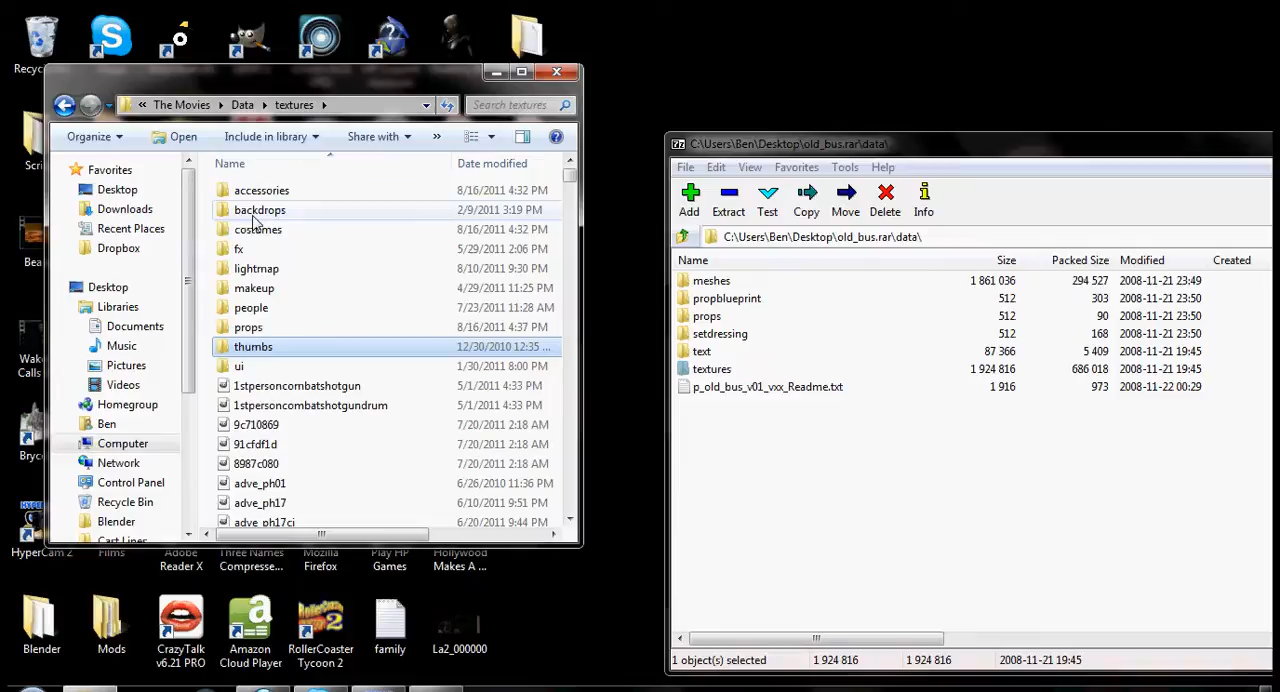 Recyc
Scri
Bea
Wake
Calls
Bryce
HYPE
HyperCam 2
Films
Adobe
Reader X
Three Names
Compresse...
Mozilla
Firefox
Play HP
Games
Hollywood
Makes A ...
Blender
Mods
CrazyTalk
v6.21 PRO
Amazon
Cloud Player
RollerCoaster
Tycoon 2
family
La2_000000
« The Movies Data textures
Search textures
Organize Open Include in library Share with »
Favorites
Desktop
Downloads
Recent Places
Dropbox
Desktop
Libraries
Documents
Music
Pictures
Videos
Homegroup
Ben
Computer
Network
Control Panel
Recycle Bin
Blender
Cast Lines
Name Date modified
accessories 8/16/2011 4:32 PM
backdrops 2/9/2011 3:19 PM
costumes 8/16/2011 4:32 PM
fx 5/29/2011 2:06 PM
lightmap 8/10/2011 9:30 PM
makeup 4/29/2011 11:25 PM
people 7/23/2011 11:28 AM
props 8/16/2011 4:37 PM
thumbs 12/30/2010 12:35 ...
ui 1/30/2011 8:00 PM
1stpersoncombatshotgun 5/1/2011 4:33 PM
1stpersoncombatshotgundrum 5/1/2011 4:33 PM
9c710869 7/20/2011 2:18 AM
91cfdf1d 7/20/2011 2:18 AM
8987c080 7/20/2011 2:18 AM
adve_ph01 6/26/2010 11:36 PM
adve_ph17 6/10/2011 9:51 PM
adve_ph17ci 6/20/2011 9:44 PM
C:\Users\Ben\Desktop\old_bus.rar\data\
File Edit View Favorites Tools Help
Add Extract Test Copy Move Delete Info
C:\Users\Ben\Desktop\old_bus.rar\data\
Name Size Packed Size Modified Created
meshes 1 861 036 294 527 2008-11-21 23:49
propblueprint 512 303 2008-11-21 23:50
props 512 90 2008-11-21 23:50
setdressing 512 168 2008-11-21 23:50
text 87 366 5 409 2008-11-21 19:45
textures 1 924 816 686 018 2008-11-21 19:45
p_old_bus_v01_vxx_Readme.txt 1 916 973 2008-11-22 00:29
1 object(s) selected 1 924 816 1 924 816 2008-11-21 19:45